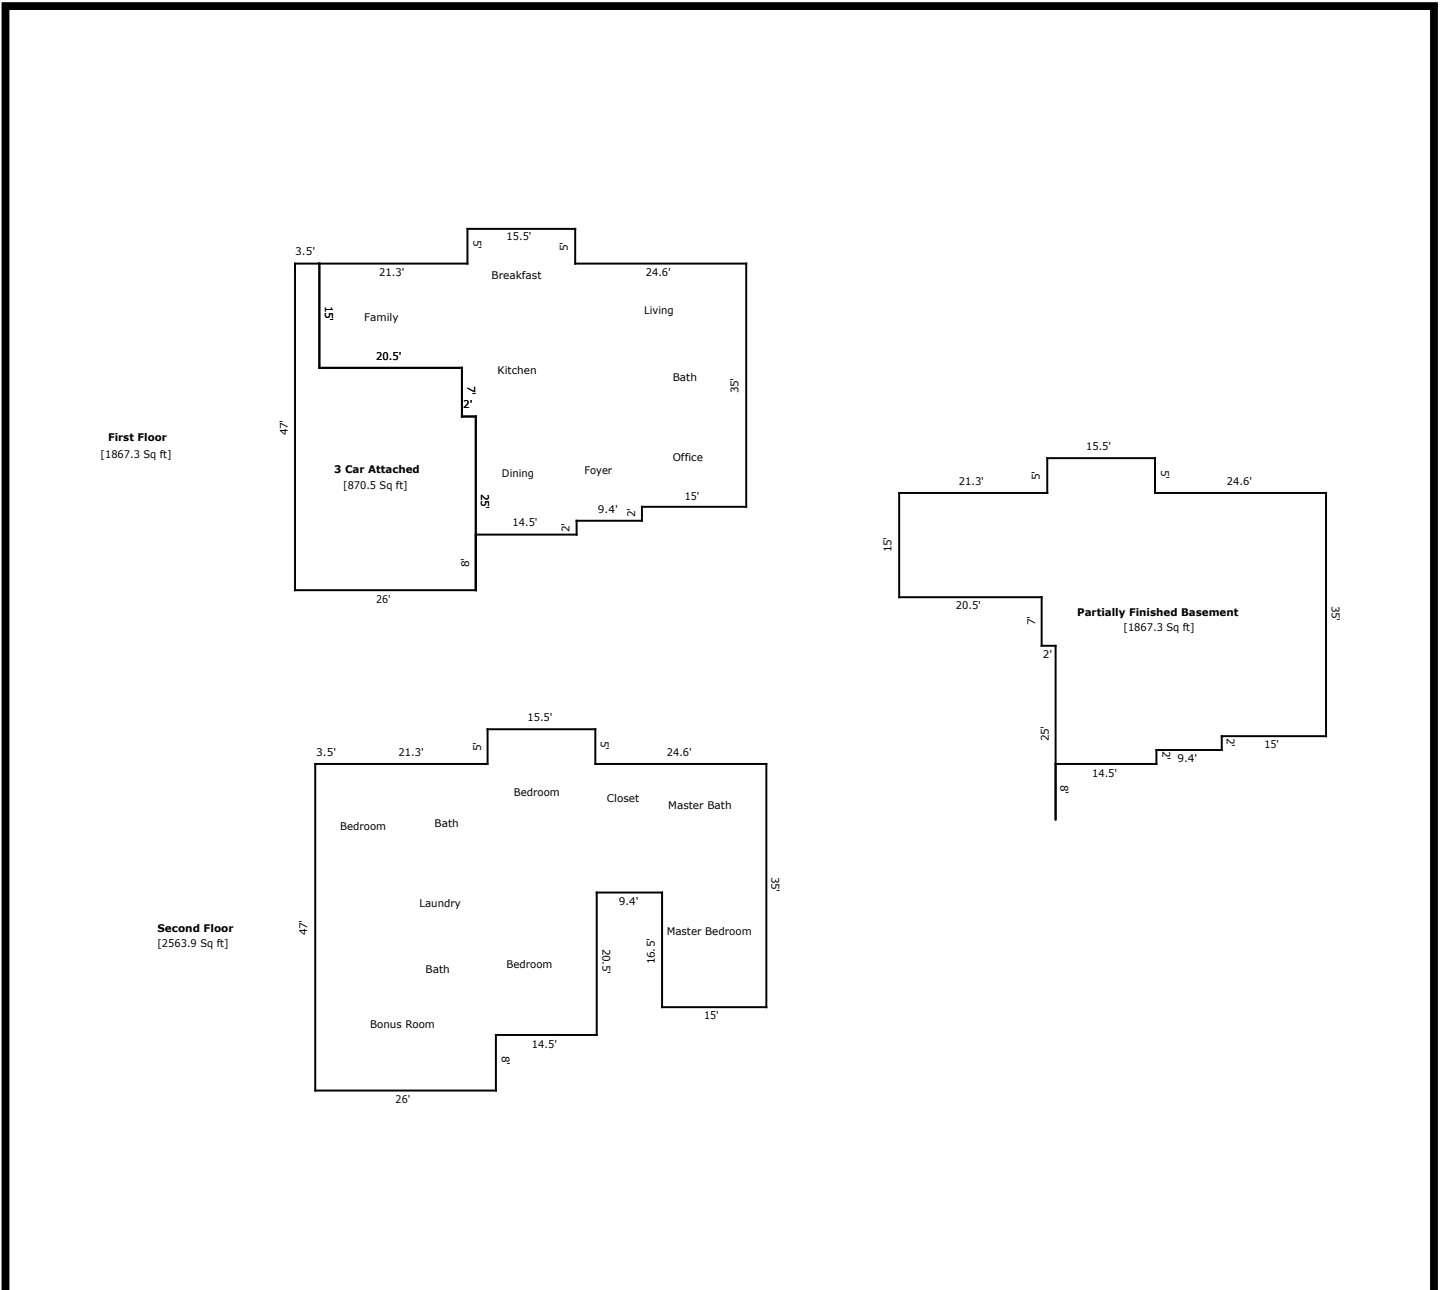 15.5'
3.5'
5'
5'
21.3'
Breakfast
24.6'
15'
Family
Living
20.5'
Kitchen
Bath
35'
7'
2'
47'
First Floor
[1867.3 Sq ft]
3 Car Attached
[870.5 Sq ft]
Dining
Foyer
Office
25'
15'
9.4'
2'
14.5'
2'
8'
26'
15.5'
21.3'
5'
5'
24.6'
15'
20.5'
7'
Partially Finished Basement
[1867.3 Sq ft]
35'
2'
25'
2'
15'
2'
9.4'
14.5'
8'
15.5'
3.5'
21.3'
5'
5'
24.6'
Bedroom
Closet
Master Bath
Bedroom
Bath
35'
Laundry
9.4'
47'
Second Floor
[2563.9 Sq ft]
Master Bedroom
20.5'
16.5'
Bath
Bedroom
15'
Bonus Room
14.5'
8'
26'